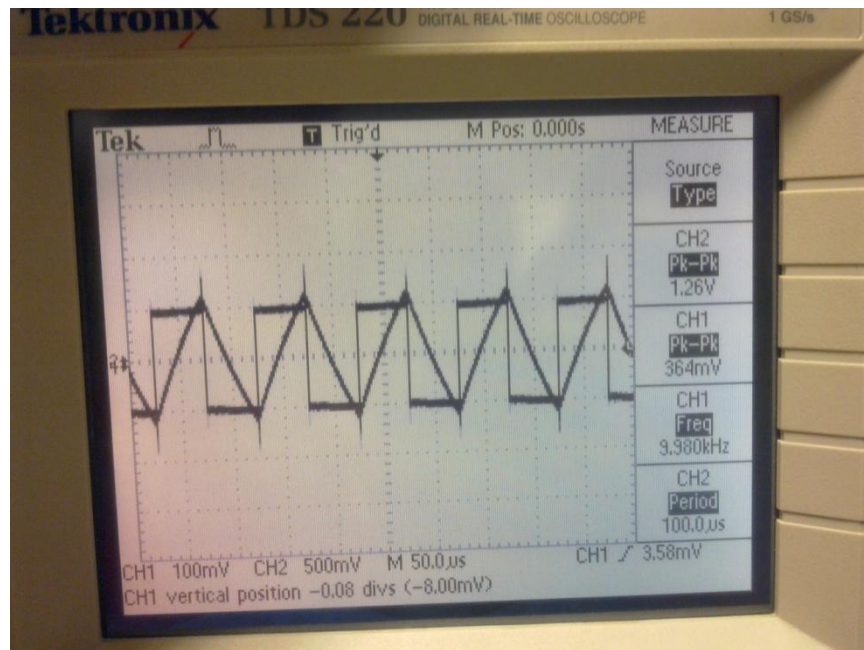 Tektronix TDS 220 DIGITAL REAL-TIME OSCILLOSCOPE 1 GS/s
Tek T Trig'd M Pos: 0.000s MEASURE
Source
Type
CH2
Pk-Pk
1.26V
CH1
Pk-Pk
364mV
CH1
Freq
9.980kHz
CH2
Period
100.0µs
CH1 100mV CH2 500mV M 50.0µs CH1 3.58mV
CH1 vertical position -0.08 divs (-8.00mV)